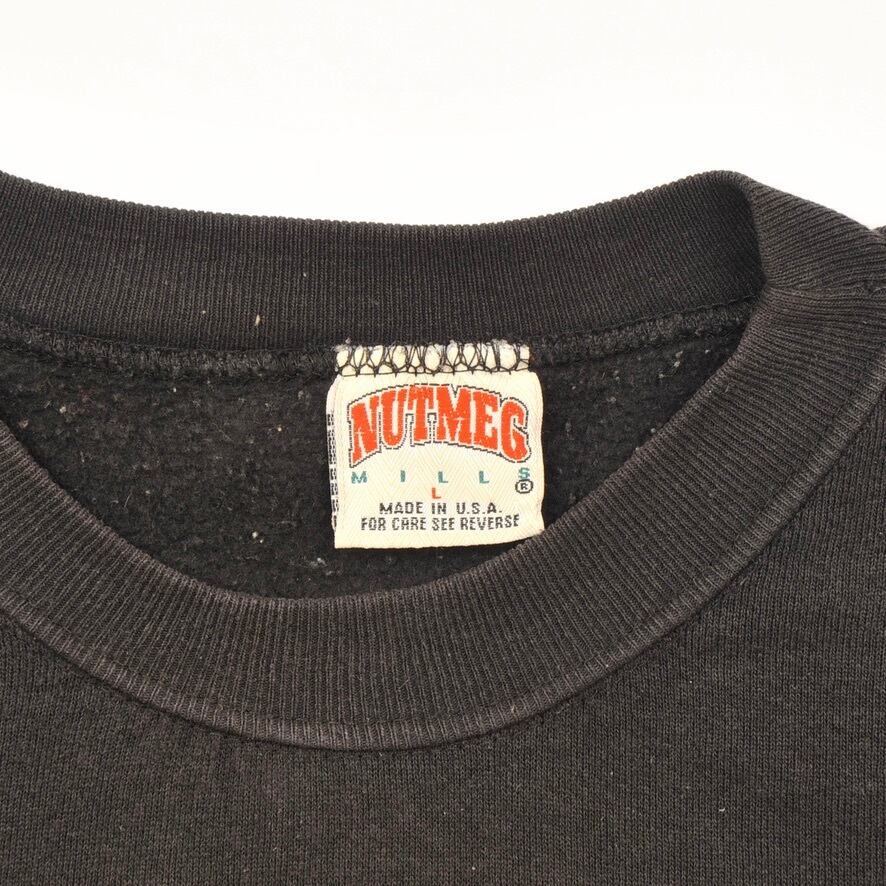 NUTMEG
MILLS®
L
MADE IN U.S.A.
FOR CARE SEE REVERSE